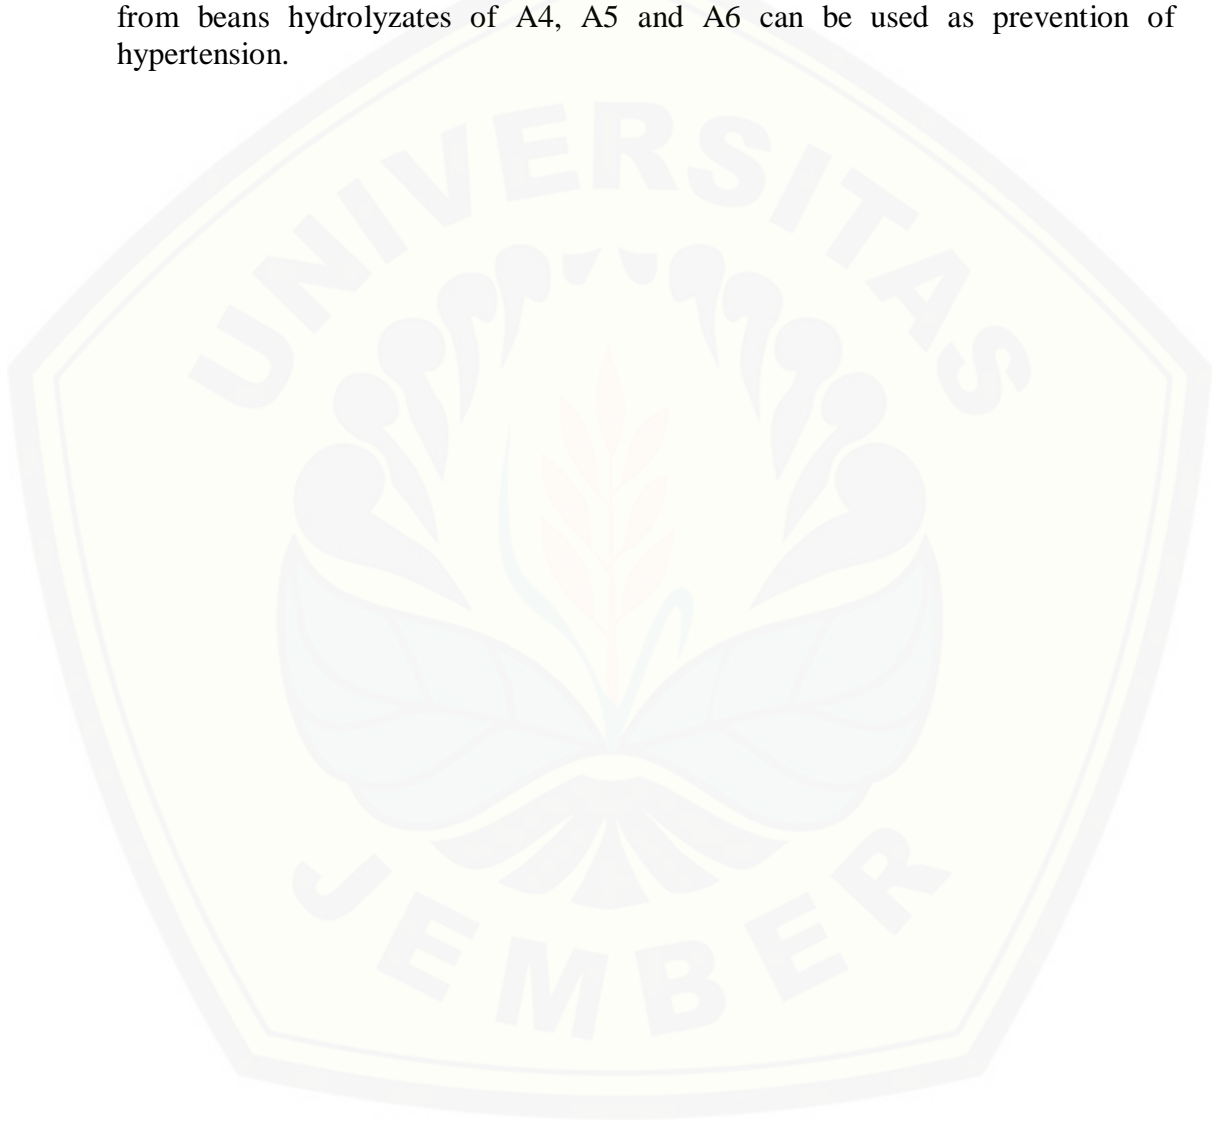 from beans hydrolyzates of A4, A5 and A6 can be used as prevention of
hypertension.
UNIVERSITAS
JEMBER